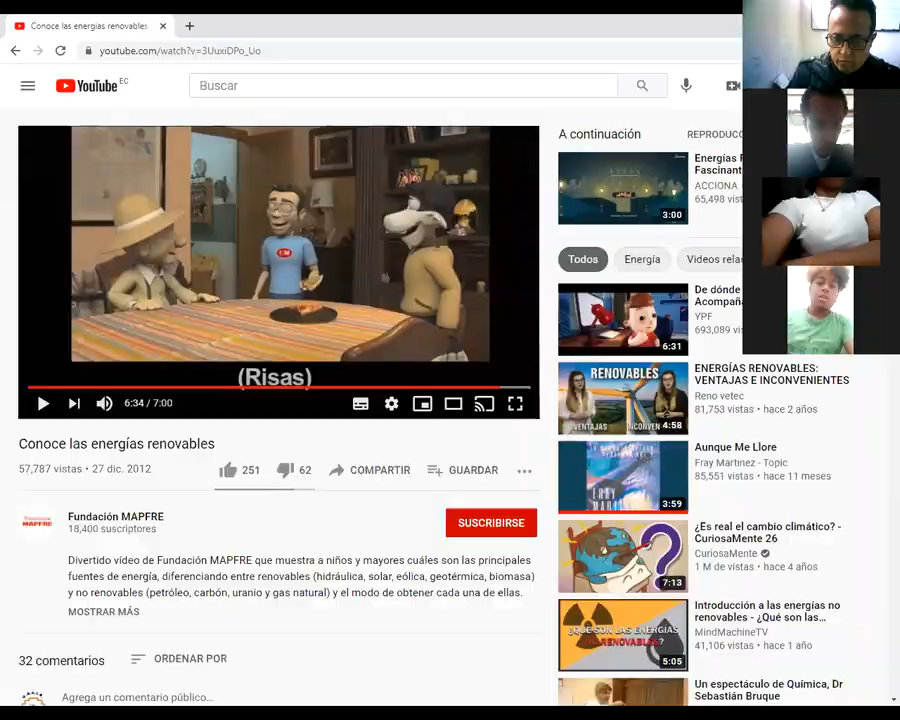 Conoce las energías renovables
youtube.com/watch?v=3UuxiDPo_Uo
YouTube EC
Buscar
(Risas)
6:34 / 7:00
Conoce las energías renovables
57,787 vistas • 27 dic. 2012
251
62
COMPARTIR
GUARDAR
Fundación MAPFRE
18,400 suscriptores
SUSCRIBIRSE
Divertido vídeo de Fundación MAPFRE que muestra a niños y mayores cuáles son las principales
fuentes de energía, diferenciando entre renovables (hidráulica, solar, eólica, geotérmica, biomasa)
y no renovables (petróleo, carbón, uranio y gas natural) y el modo de obtener cada una de ellas.
MOSTRAR MÁS
32 comentarios
ORDENAR POR
Agrega un comentario público...
A continuación
REPRODUC
3:00
Energías
Fascinant
ACCIONA
65,498 vist
Todos
Energía
Videos rela
6:31
De dónde
Acompaña
YPF
693,089 vis
RENOVABLES
VENTAJAS
INCONVEN
4:58
ENERGÍAS RENOVABLES:
VENTAJAS E INCONVENIENTES
Reno vetec
81,753 vistas • hace 2 años
3:59
Aunque Me Llore
Fray Martınez - Topic
85,551 vistas • hace 11 meses
7:13
¿Es real el cambio climático? -
CuriosaMente 26
CuriosaMente
1 M de vistas • hace 4 años
¿QUÉ SON LAS ENERGÍAS
NO RENOVABLES?
5:05
Introducción a las energías no
renovables - ¿Qué son las...
MindMachineTV
41,106 vistas • hace 1 año
Un espectáculo de Química, Dr
Sebastián Bruque